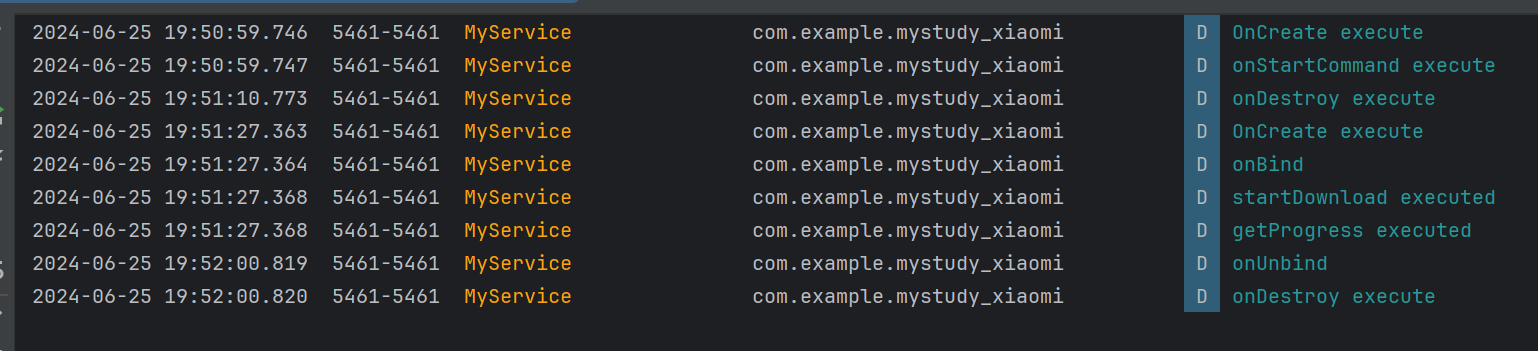 2024-06-25 19:50:59.746 5461-5461 MyService com.example.mystudy_xiaomi D OnCreate execute
2024-06-25 19:50:59.747 5461-5461 MyService com.example.mystudy_xiaomi D onStartCommand execute
2024-06-25 19:51:10.773 5461-5461 MyService com.example.mystudy_xiaomi D onDestroy execute
2024-06-25 19:51:27.363 5461-5461 MyService com.example.mystudy_xiaomi D OnCreate execute
2024-06-25 19:51:27.364 5461-5461 MyService com.example.mystudy_xiaomi D onBind
2024-06-25 19:51:27.368 5461-5461 MyService com.example.mystudy_xiaomi D startDownload executed
2024-06-25 19:51:27.368 5461-5461 MyService com.example.mystudy_xiaomi D getProgress executed
2024-06-25 19:52:00.819 5461-5461 MyService com.example.mystudy_xiaomi D onUnbind
2024-06-25 19:52:00.820 5461-5461 MyService com.example.mystudy_xiaomi D onDestroy execute